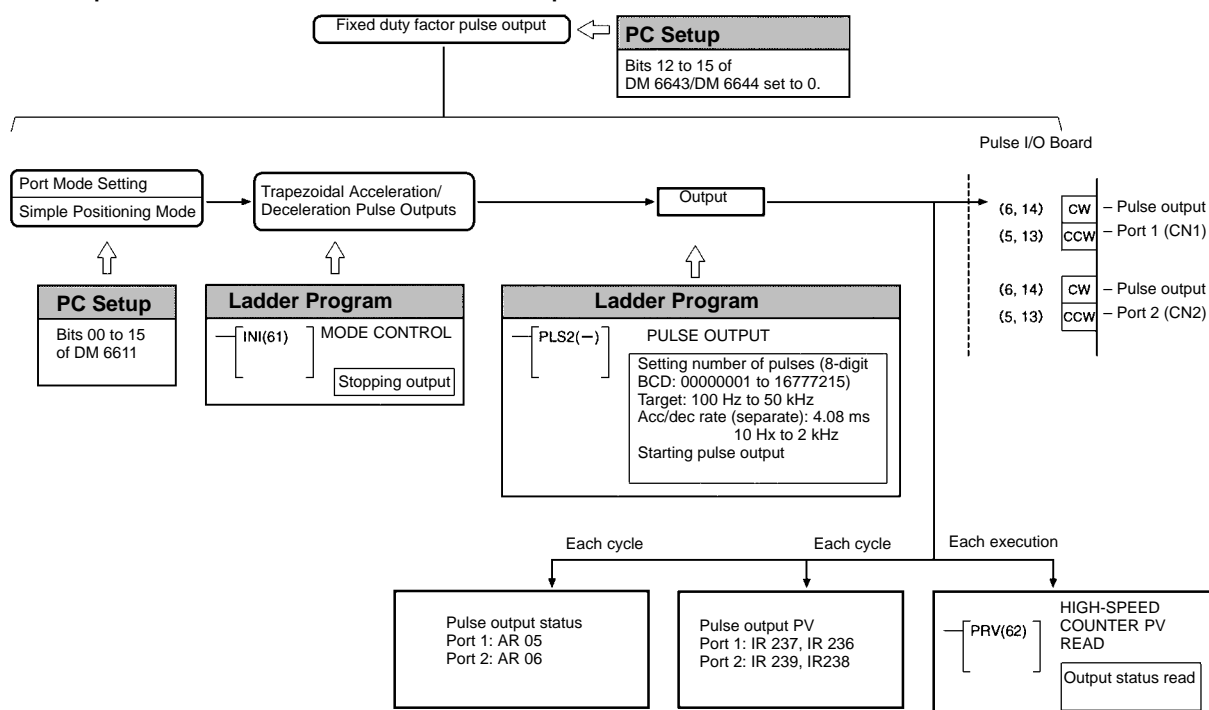 Fixed duty factor pulse output
PC Setup
Bits 12 to 15 of
DM 6643/DM 6644 set to 0.
Pulse I/O Board
Port Mode Setting
Simple Positioning Mode
Trapezoidal Acceleration/
Deceleration Pulse Outputs
Output
(6, 14) CW – Pulse output
(5, 13) CCW – Port 1 (CN1)
(6, 14) CW – Pulse output
(5, 13) CCW – Port 2 (CN2)
PC Setup
Bits 00 to 15
of DM 6611
Ladder Program
INI(61) MODE CONTROL
Stopping output
Ladder Program
PLS2(—) PULSE OUTPUT
Setting number of pulses (8-digit
BCD: 00000001 to 16777215)
Target: 100 Hz to 50 kHz
Acc/dec rate (separate): 4.08 ms
10 Hx to 2 kHz
Starting pulse output
Each cycle
Each cycle
Each execution
Pulse output status
Port 1: AR 05
Port 2: AR 06
Pulse output PV
Port 1: IR 237, IR 236
Port 2: IR 239, IR238
PRV(62)
HIGH-SPEED
COUNTER PV
READ
Output status read